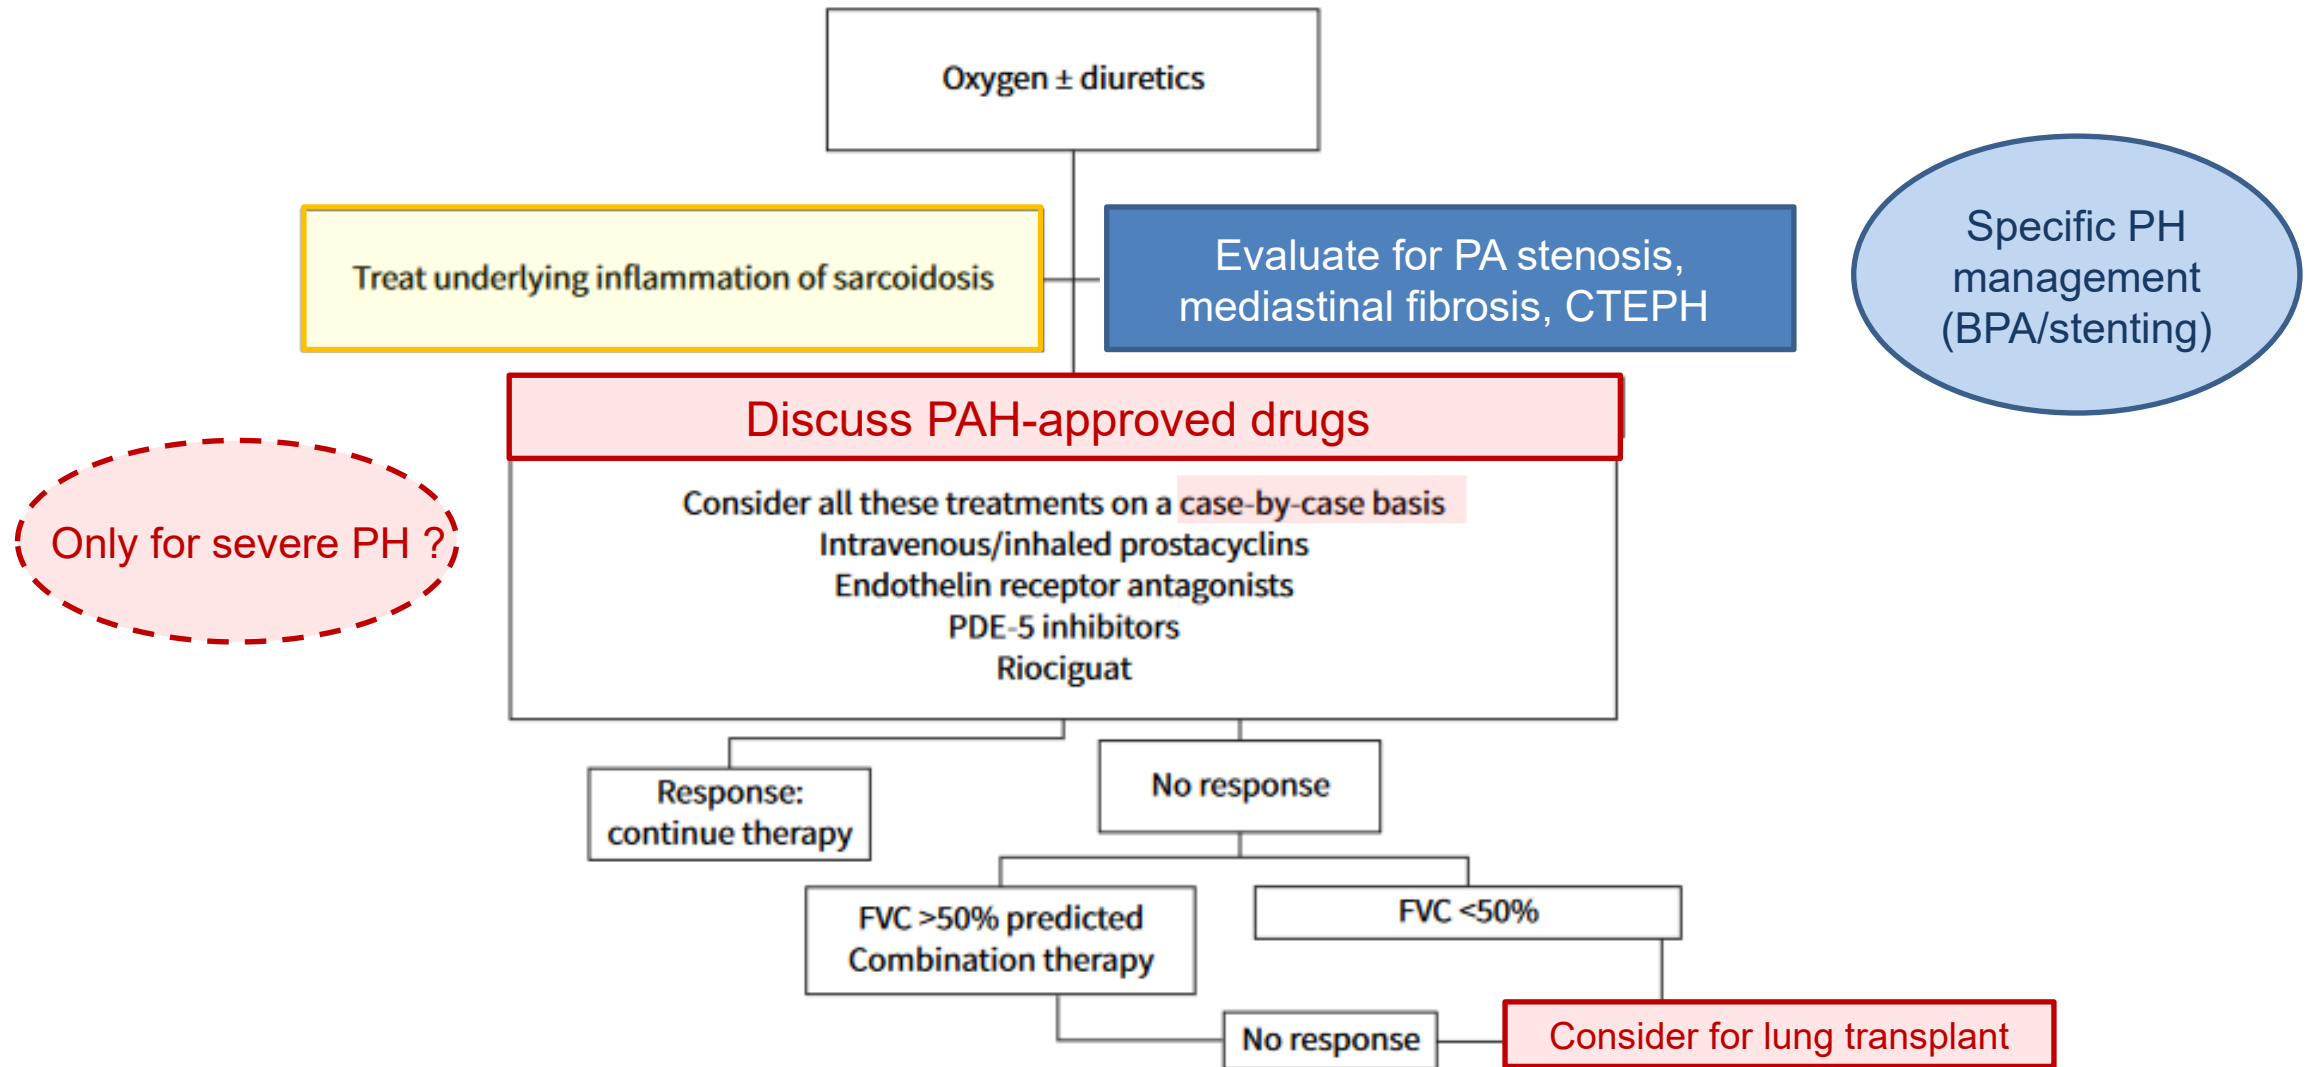 Oxygen ± diuretics
Treat underlying inflammation of sarcoidosis
Evaluate for PA stenosis,
mediastinal fibrosis, CTEPH
Specific PH
management
(BPA/stenting)
Discuss PAH-approved drugs
Only for severe PH ?
Consider all these treatments on a case-by-case basis
Intravenous/inhaled prostacyclins
Endothelin receptor antagonists
PDE-5 inhibitors
Riociguat
Response:
continue therapy
No response
FVC >50% predicted
Combination therapy
FVC <50%
No response
Consider for lung transplant